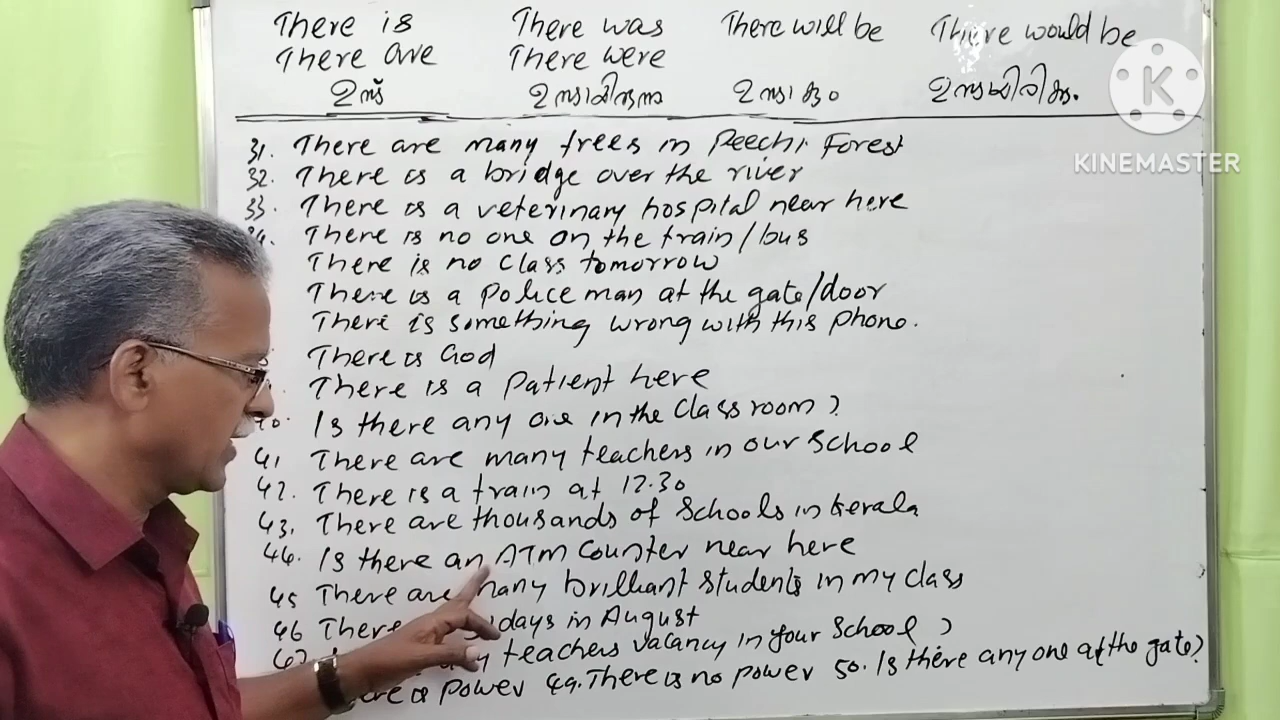 There is There was There will be There would be
There are There were
ഉണ്ട് ഉണ്ടായിരുന്നു ഉണ്ടാകും ഉണ്ടായിരിക്കും.
KINEMASTER
31. There are many trees in Peechi Forest
32. There is a bridge over the river
33. There is a veterinary hospital near here
34. There is no one on the train/bus
There is no class tomorrow
There is a police man at the gate/door
There is something wrong with this phone.
There is God
There is a patient here
40. Is there any one in the class room?
41 There are many teachers in our school
42. There is a train at 12.30
43. There are thousands of schools in Kerala
44. Is there an ATM counter near here
45 There are many brilliant students in my class
46 There days in August
47 teachers vacancy in your school ?
is power 49. There is no power 50. Is there any one at the gate?